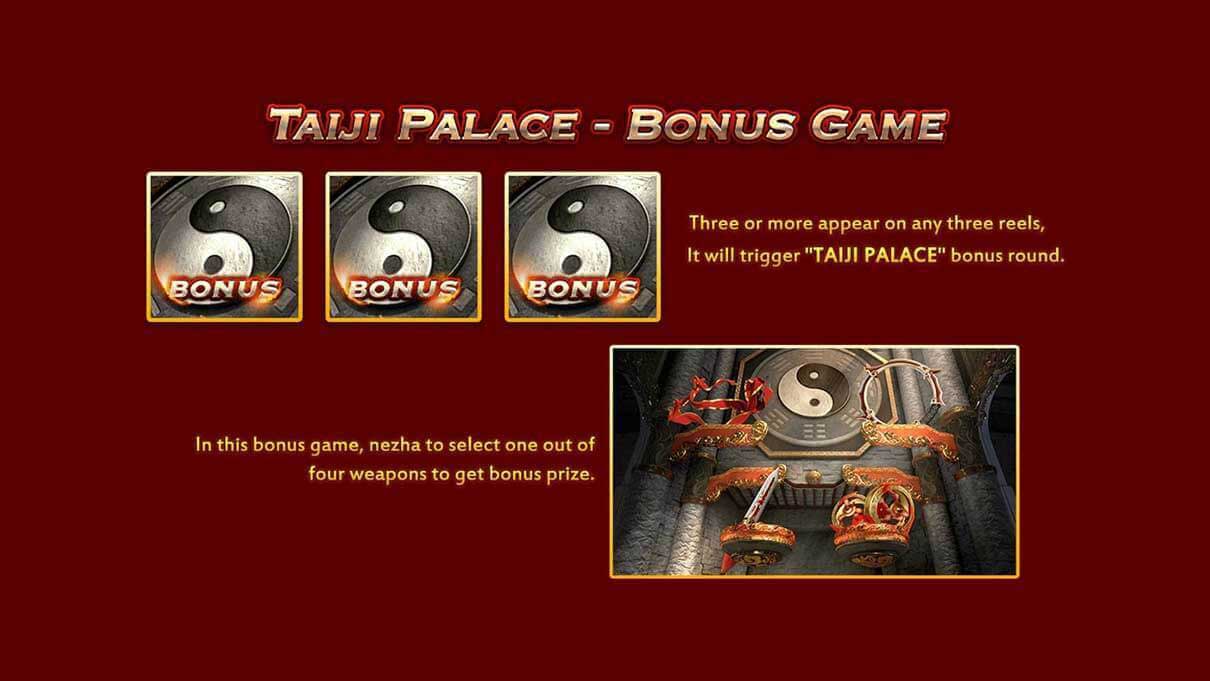 TAIJI PALACE - BONUS GAME
BONUS BONUS BONUS
Three or more appear on any three reels,
It will trigger "TAIJI PALACE" bonus round.
In this bonus game, nezha to select one out of
four weapons to get bonus prize.